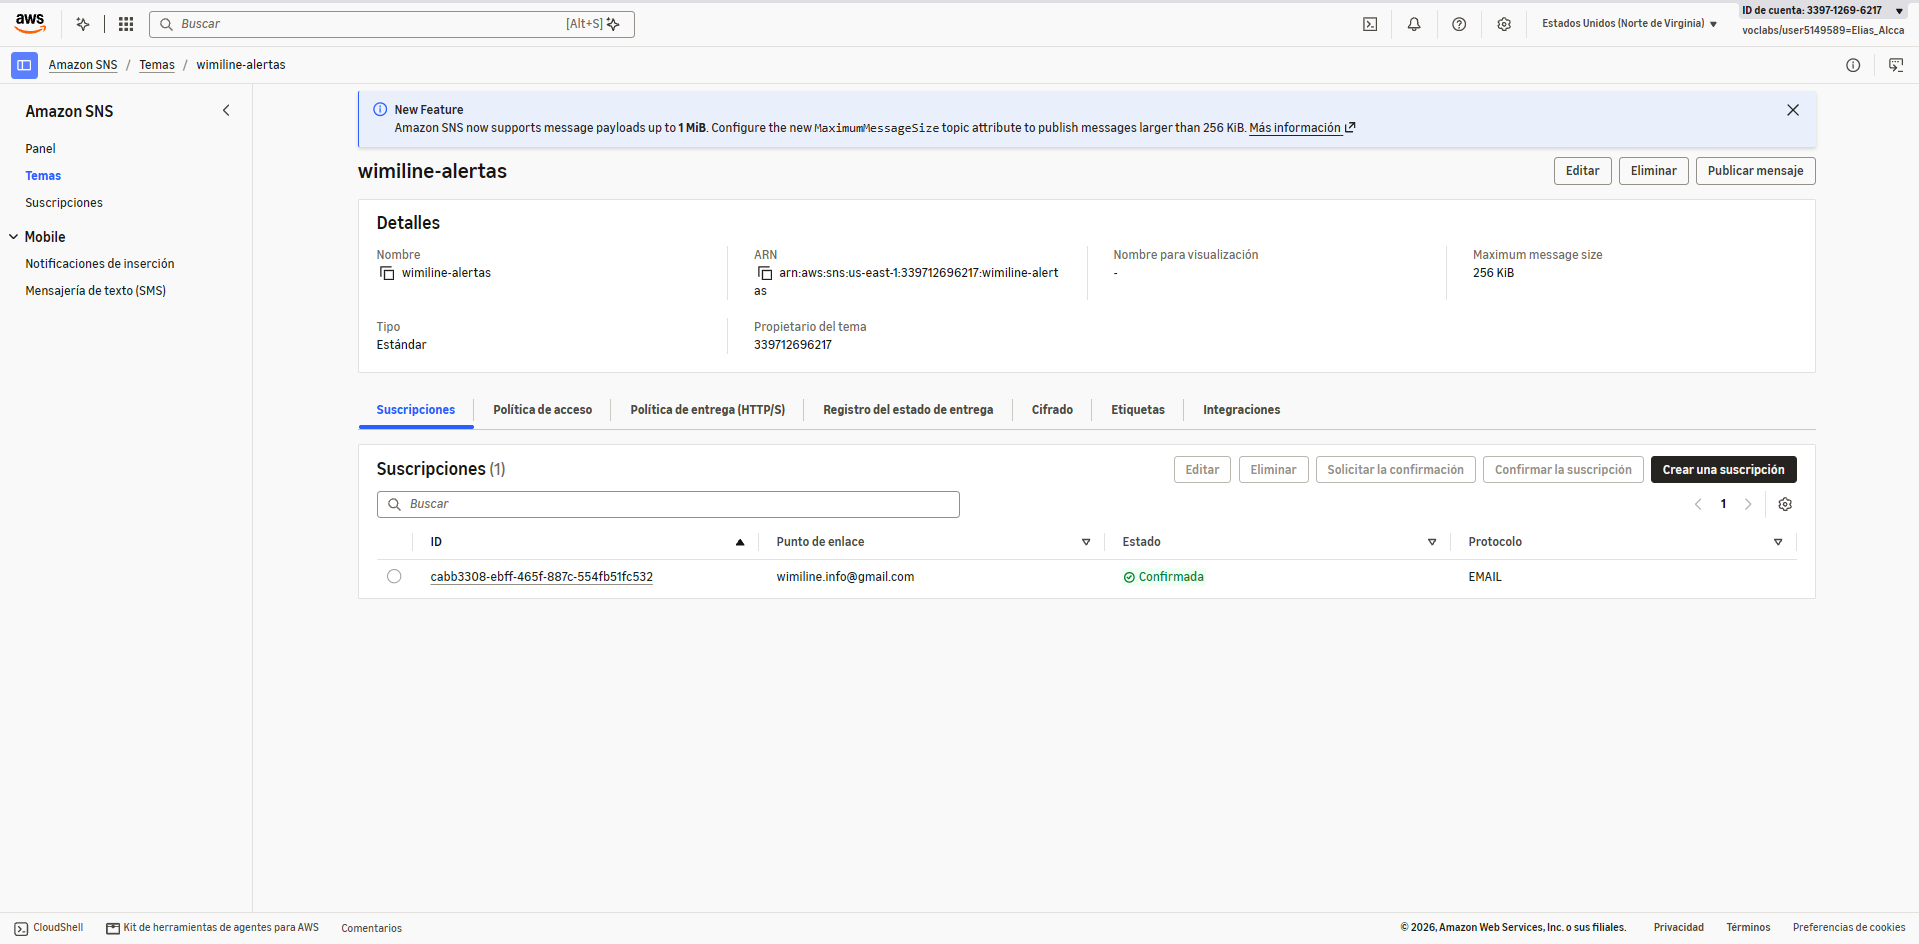 aws
Buscar
[Alt+S]
Estados Unidos (Norte de Virginia)
ID de cuenta: 3397-1269-6217
voclabs/user5149589=Elias_Alcca
Amazon SNS / Temas / wimiline-alertas
Amazon SNS
Panel
Temas
Suscripciones
Mobile
Notificaciones de inserción
Mensajería de texto (SMS)
New Feature
Amazon SNS now supports message payloads up to 1 MiB. Configure the new MaximumMessageSize topic attribute to publish messages larger than 256 KiB. Más información
wimiline-alertas
Editar
Eliminar
Publicar mensaje
Detalles
Nombre
wimiline-alertas
ARN
arn:aws:sns:us-east-1:339712696217:wimiline-alert
as
Nombre para visualización
-
Maximum message size
256 KiB
Tipo
Estándar
Propietario del tema
339712696217
Suscripciones
Política de acceso
Política de entrega (HTTP/S)
Registro del estado de entrega
Cifrado
Etiquetas
Integraciones
Suscripciones (1)
Editar
Eliminar
Solicitar la confirmación
Confirmar la suscripción
Crear una suscripción
Buscar
1
ID
Punto de enlace
Estado
Protocolo
cabb3308-ebff-465f-887c-554fb51fc532
wimiline.info@gmail.com
Confirmada
EMAIL
CloudShell
Kit de herramientas de agentes para AWS
Comentarios
© 2026, Amazon Web Services, Inc. o sus filiales.
Privacidad
Términos
Preferencias de cookies